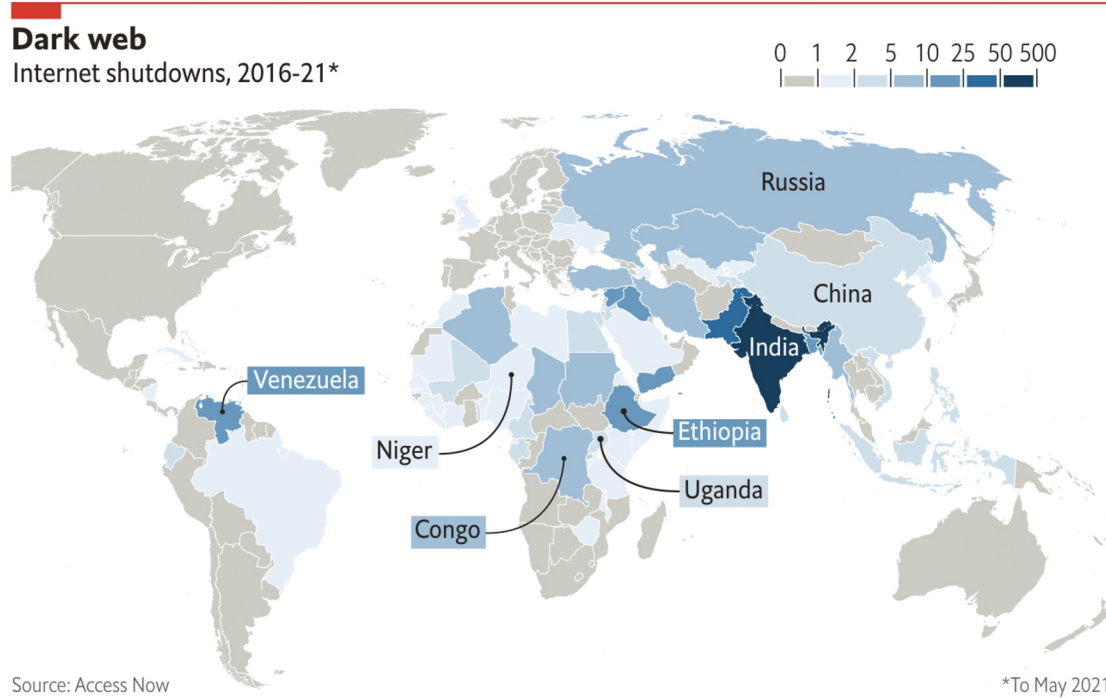 Dark web
Internet shutdowns, 2016-21*
0 1 2 5 10 25 50 500
Russia
China
India
Venezuela
Niger
Ethiopia
Uganda
Congo
Source: Access Now
*To May 2021